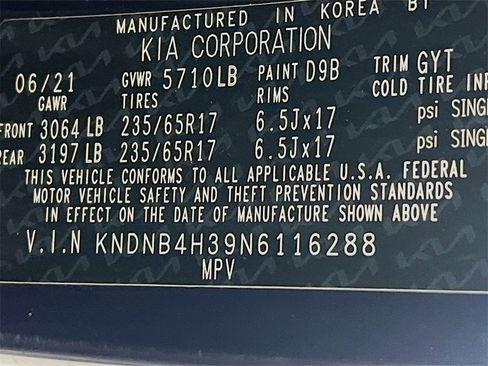 MANUFACTURED IN KOREA BY
KIA CORPORATION
06/21 GVWR 5710LB PAINT D9B TRIM GYT
GAWR TIRES RIMS COLD TIRE INF
FRONT 3064 LB 235/65R17 6.5Jx17 psi SINGL
REAR 3197 LB 235/65R17 6.5Jx17 psi SINGL
THIS VEHICLE CONFORMS TO ALL APPLICABLE U.S.A. FEDERAL
MOTOR VEHICLE SAFETY AND THEFT PREVENTION STANDARDS
IN EFFECT ON THE DATE OF MANUFACTURE SHOWN ABOVE
V.I.N KNDNB4H39N6116288
MPV